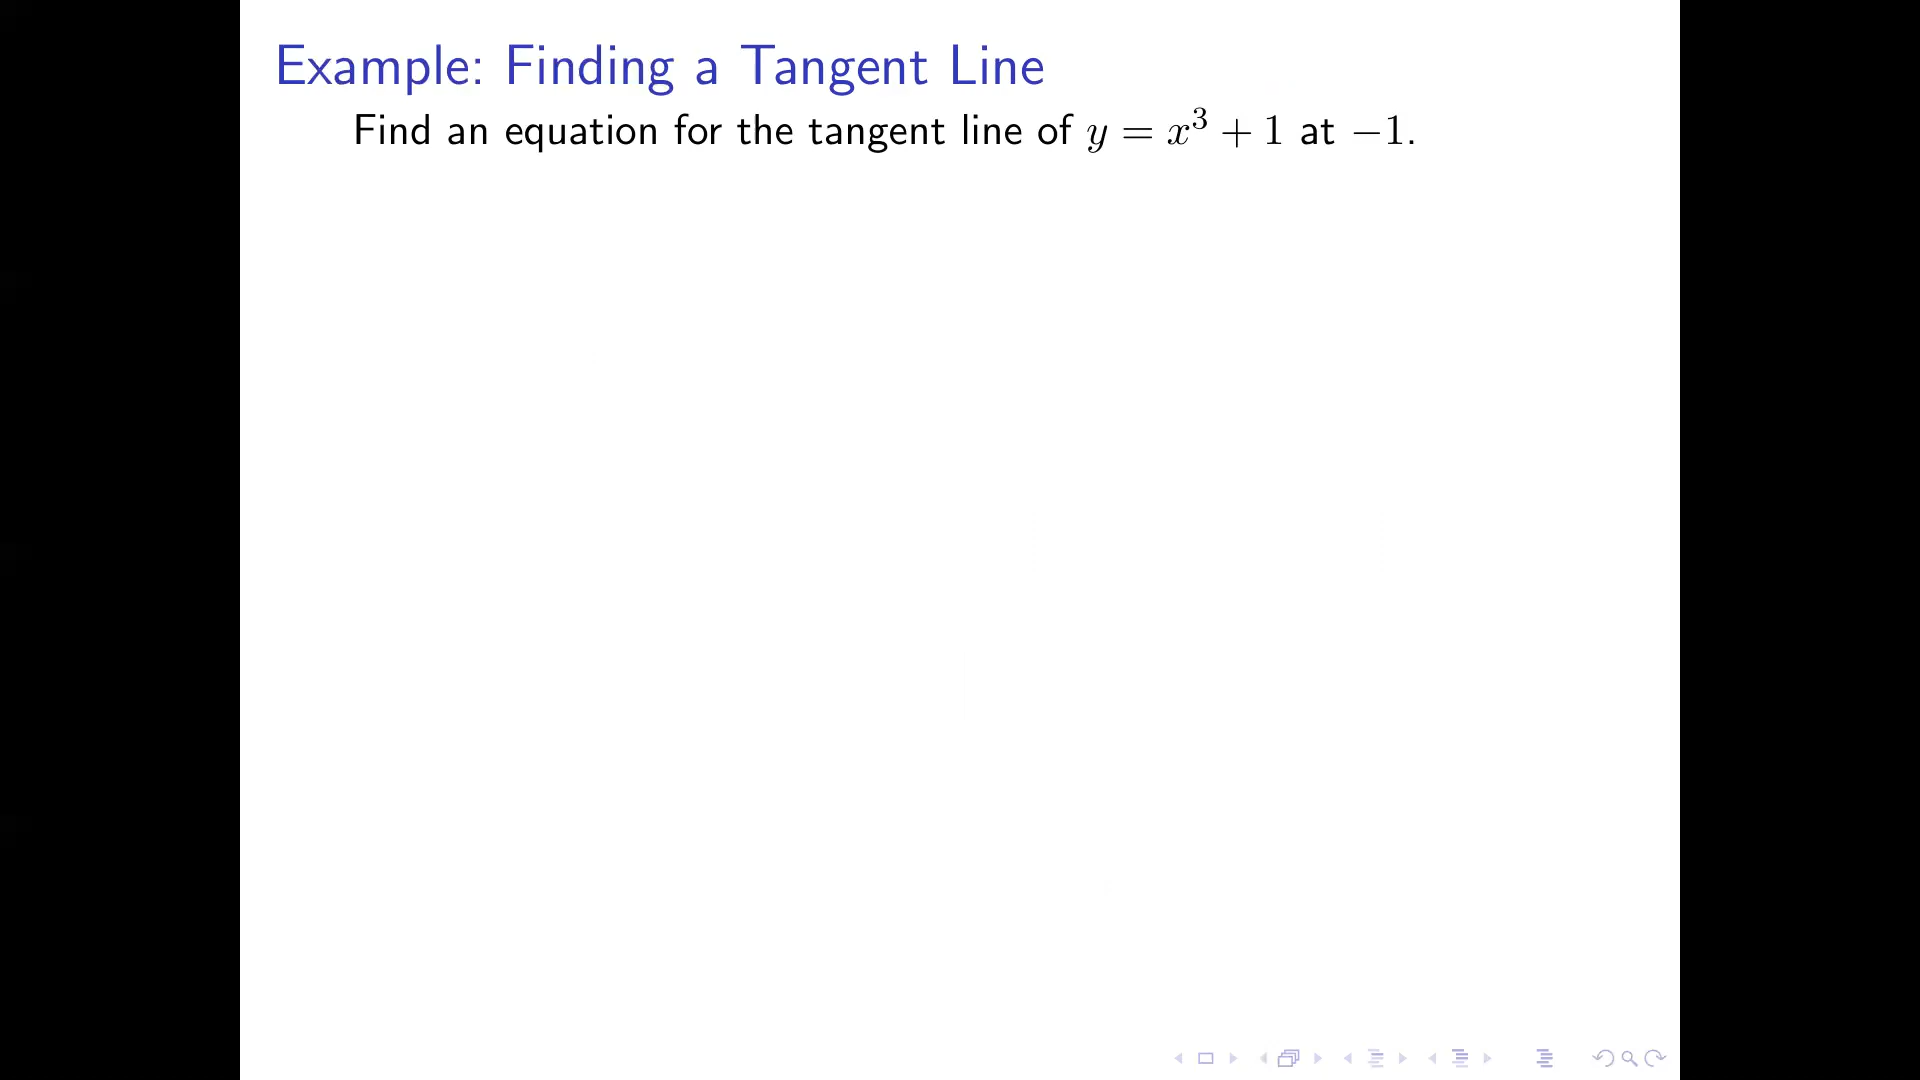 Example: Finding a Tangent Line
Find an equation for the tangent line of y = x³ + 1 at −1.